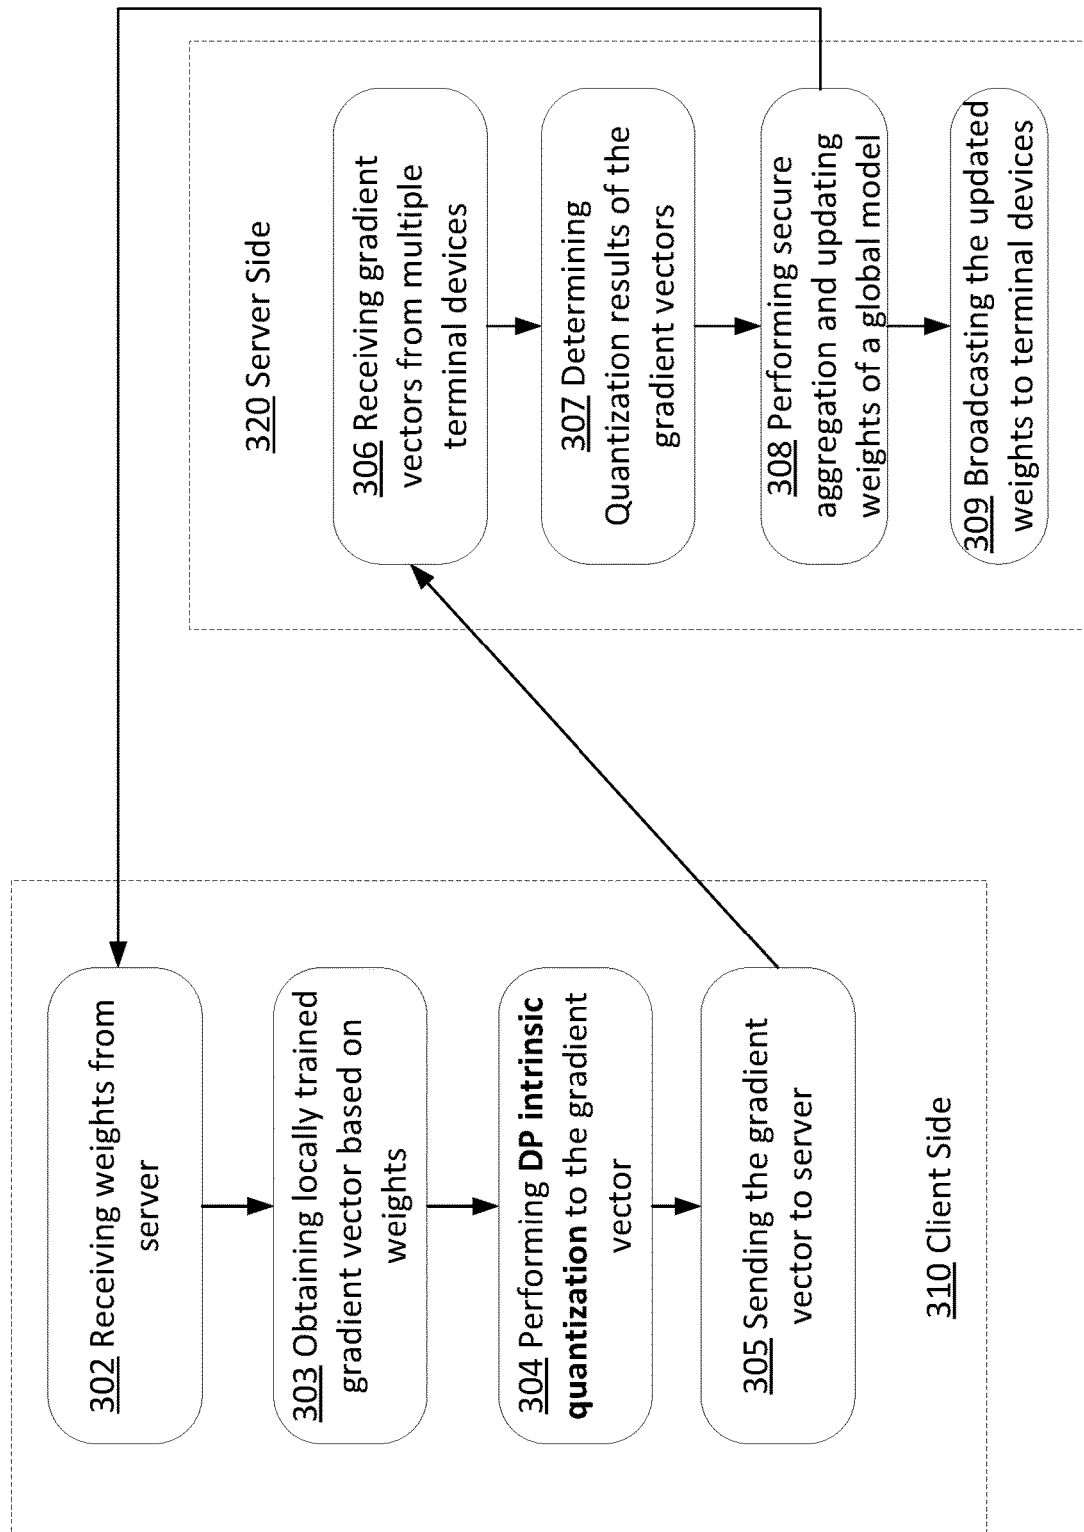 302 Receiving weights from
server
303 Obtaining locally trained
gradient vector based on
weights
304 Performing DP intrinsic
quantization to the gradient
vector
305 Sending the gradient
vector to server
310 Client Side
320 Server Side
306 Receiving gradient
vectors from multiple
terminal devices
307 Determining
Quantization results of the
gradient vectors
308 Performing secure
aggregation and updating
weights of a global model
309 Broadcasting the updated
weights to terminal devices